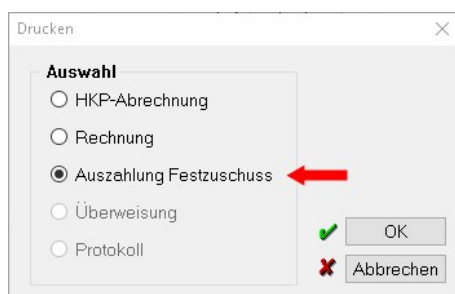 Drucken
Auswahl
HKP-Abrechnung
Rechnung
Auszahlung Festzuschuss
Überweisung
Protokoll
OK
Abbrechen